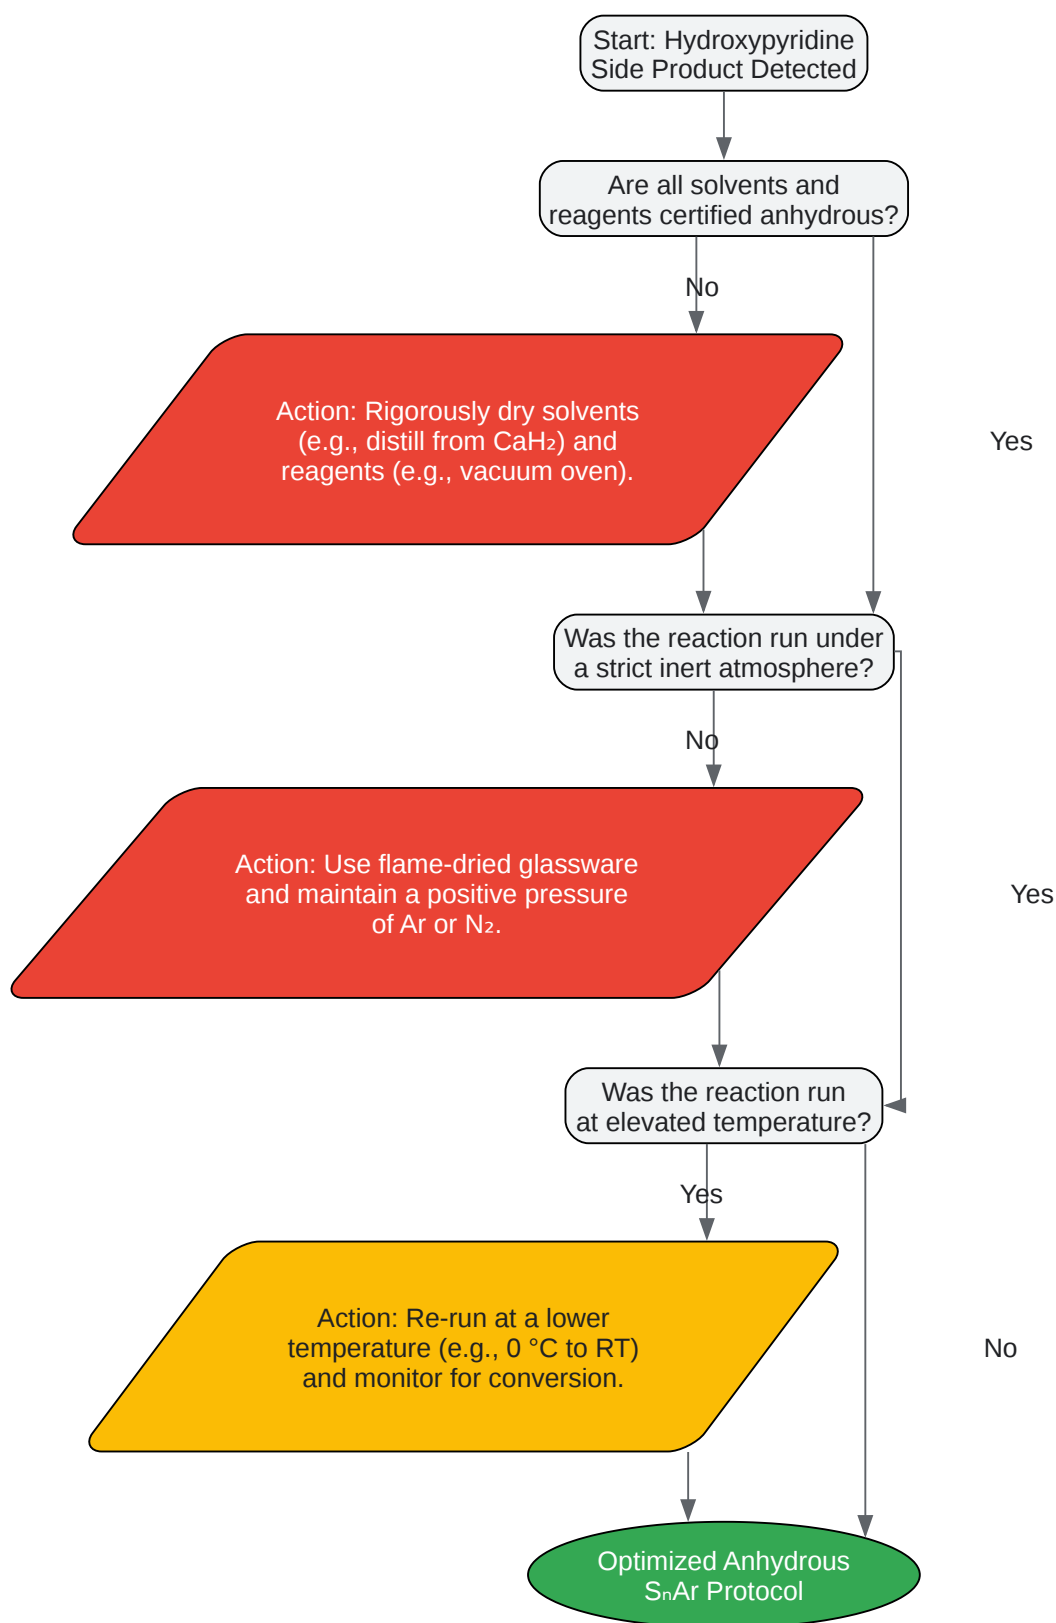 Start: Hydroxypyridine
Side Product Detected
Are all solvents and
reagents certified anhydrous?
No
Action: Rigorously dry solvents
(e.g., distill from CaH₂) and
reagents (e.g., vacuum oven).
Yes
Was the reaction run under
a strict inert atmosphere?
No
Action: Use flame-dried glassware
and maintain a positive pressure
of Ar or N₂.
Yes
Was the reaction run
at elevated temperature?
Yes
Action: Re-run at a lower
temperature (e.g., 0 °C to RT)
and monitor for conversion.
No
Optimized Anhydrous
SₙAr Protocol